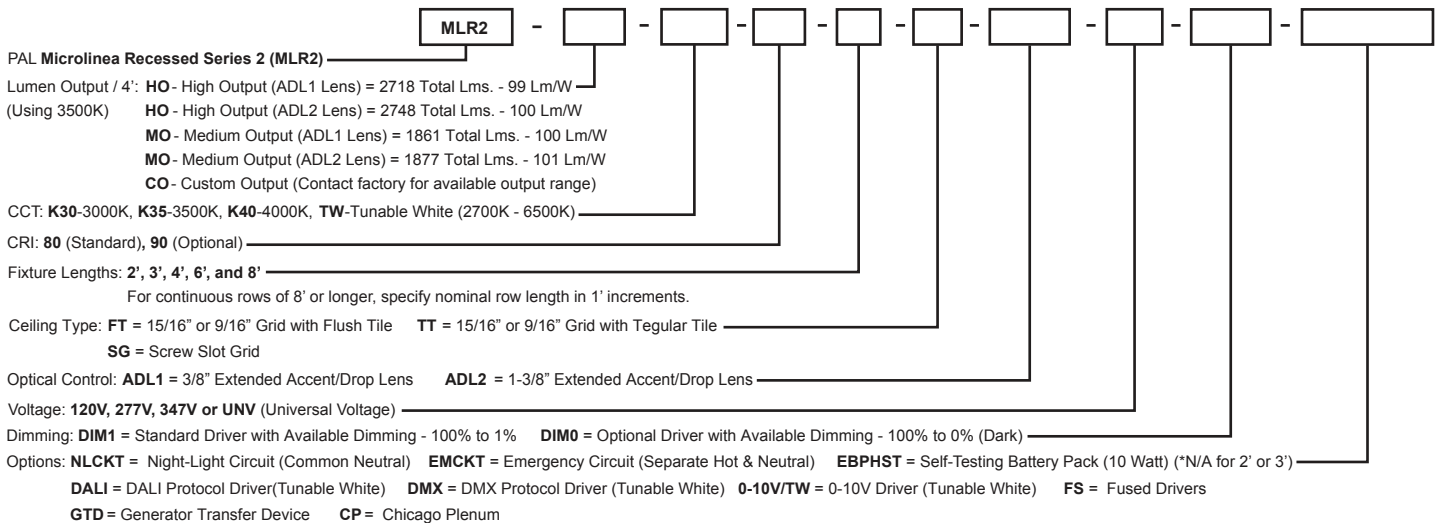 MLR2 - - - - - - - - -
PAL Microlinea Recessed Series 2 (MLR2)
Lumen Output / 4': HO - High Output (ADL1 Lens) = 2718 Total Lms. - 99 Lm/W
(Using 3500K) HO - High Output (ADL2 Lens) = 2748 Total Lms. - 100 Lm/W
MO - Medium Output (ADL1 Lens) = 1861 Total Lms. - 100 Lm/W
MO - Medium Output (ADL2 Lens) = 1877 Total Lms. - 101 Lm/W
CO - Custom Output (Contact factory for available output range)
CCT: K30-3000K, K35-3500K, K40-4000K, TW-Tunable White (2700K - 6500K)
CRI: 80 (Standard), 90 (Optional)
Fixture Lengths: 2', 3', 4', 6', and 8'
For continuous rows of 8' or longer, specify nominal row length in 1' increments.
Ceiling Type: FT = 15/16” or 9/16” Grid with Flush Tile TT = 15/16” or 9/16” Grid with Tegular Tile
SG = Screw Slot Grid
Optical Control: ADL1 = 3/8” Extended Accent/Drop Lens ADL2 = 1-3/8” Extended Accent/Drop Lens
Voltage: 120V, 277V, 347V or UNV (Universal Voltage)
Dimming: DIM1 = Standard Driver with Available Dimming - 100% to 1% DIM0 = Optional Driver with Available Dimming - 100% to 0% (Dark)
Options: NLCKT = Night-Light Circuit (Common Neutral) EMCKT = Emergency Circuit (Separate Hot & Neutral) EBPHST = Self-Testing Battery Pack (10 Watt) (*N/A for 2' or 3')
DALI = DALI Protocol Driver(Tunable White) DMX = DMX Protocol Driver (Tunable White) 0-10V/TW = 0-10V Driver (Tunable White) FS = Fused Drivers
GTD = Generator Transfer Device CP = Chicago Plenum